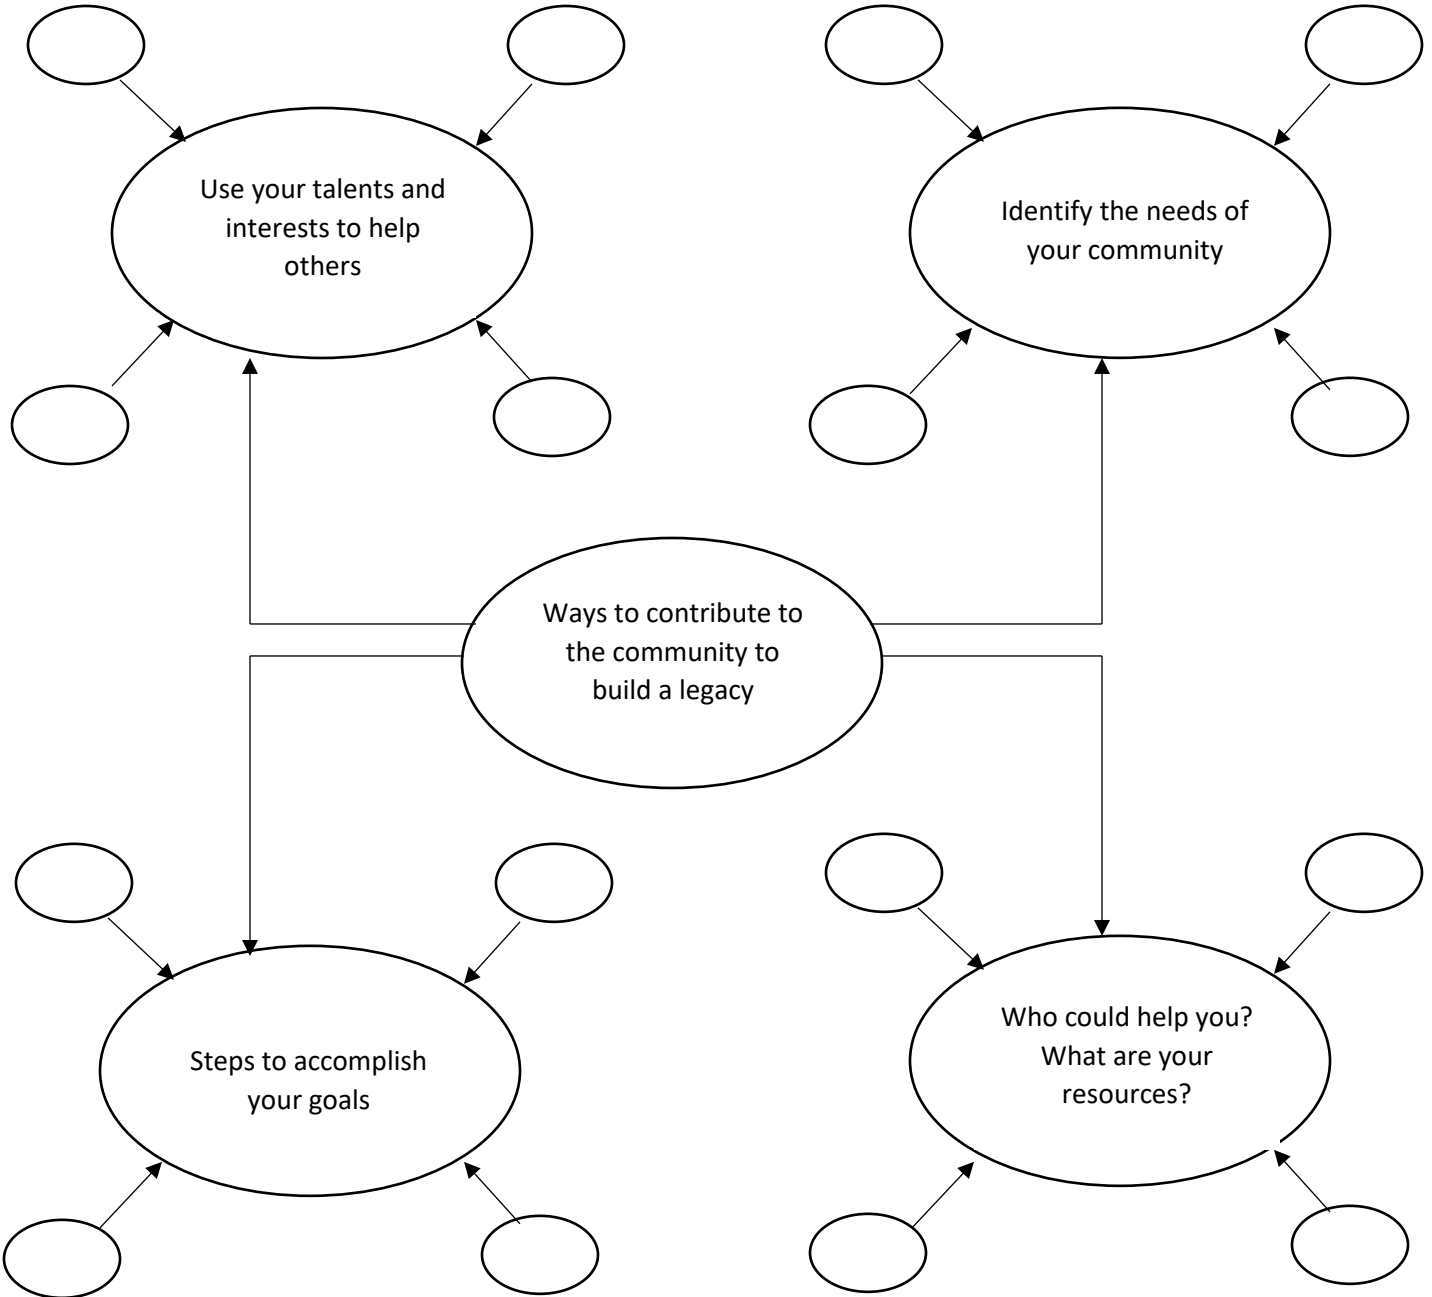 Use your talents and
interests to help
others
Identify the needs of
your community
Ways to contribute to
the community to
build a legacy
Steps to accomplish
your goals
Who could help you?
What are your
resources?